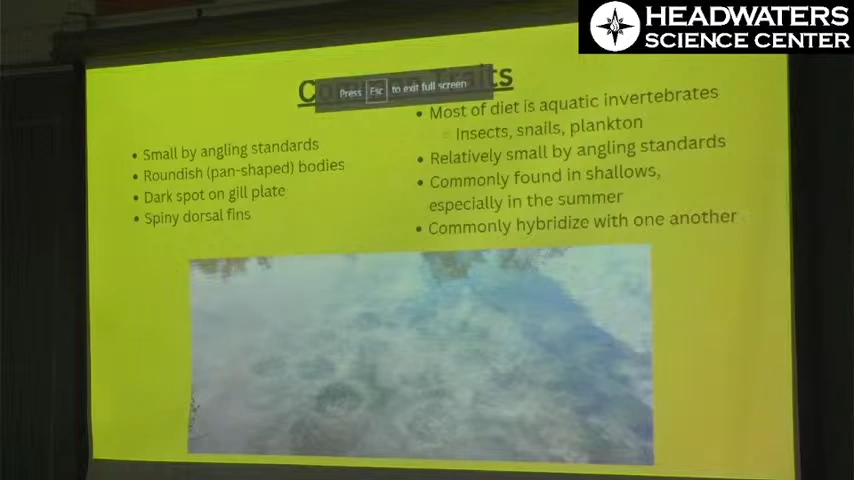 HEADWATERS
SCIENCE CENTER
Press Esc to exit full screen
• Small by angling standards
• Roundish (pan-shaped) bodies
• Dark spot on gill plate
• Spiny dorsal fins
• Most of diet is aquatic invertebrates
◦ Insects, snails, plankton
• Relatively small by angling standards
• Commonly found in shallows,
especially in the summer
• Commonly hybridize with one another